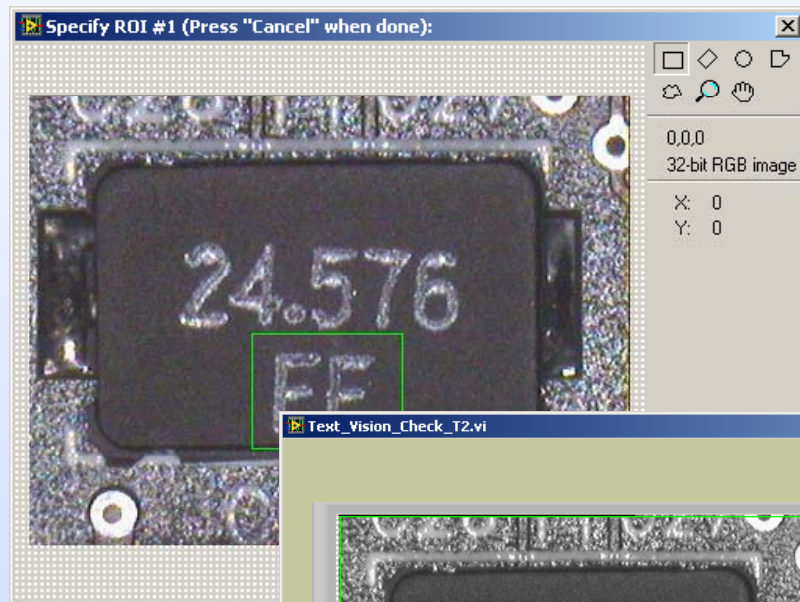 Specify ROI #1 (Press "Cancel" when done):
0,0,0
32-bit RGB image
X: 0
Y: 0
24.576
Text_Vision_Check_T2.vi